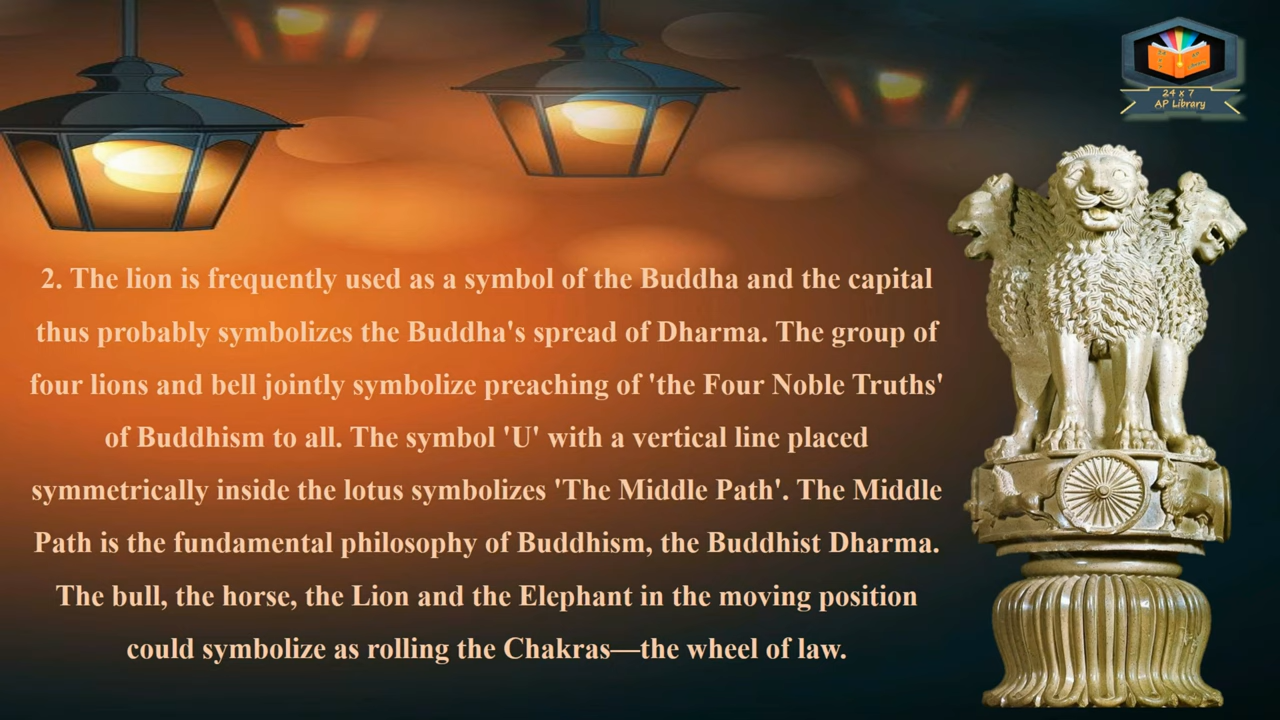 24 x 7
AP Library
2. The lion is frequently used as a symbol of the Buddha and the capital
thus probably symbolizes the Buddha's spread of Dharma. The group of
four lions and bell jointly symbolize preaching of 'the Four Noble Truths'
of Buddhism to all. The symbol 'U' with a vertical line placed
symmetrically inside the lotus symbolizes 'The Middle Path'. The Middle
Path is the fundamental philosophy of Buddhism, the Buddhist Dharma.
The bull, the horse, the Lion and the Elephant in the moving position
could symbolize as rolling the Chakras—the wheel of law.